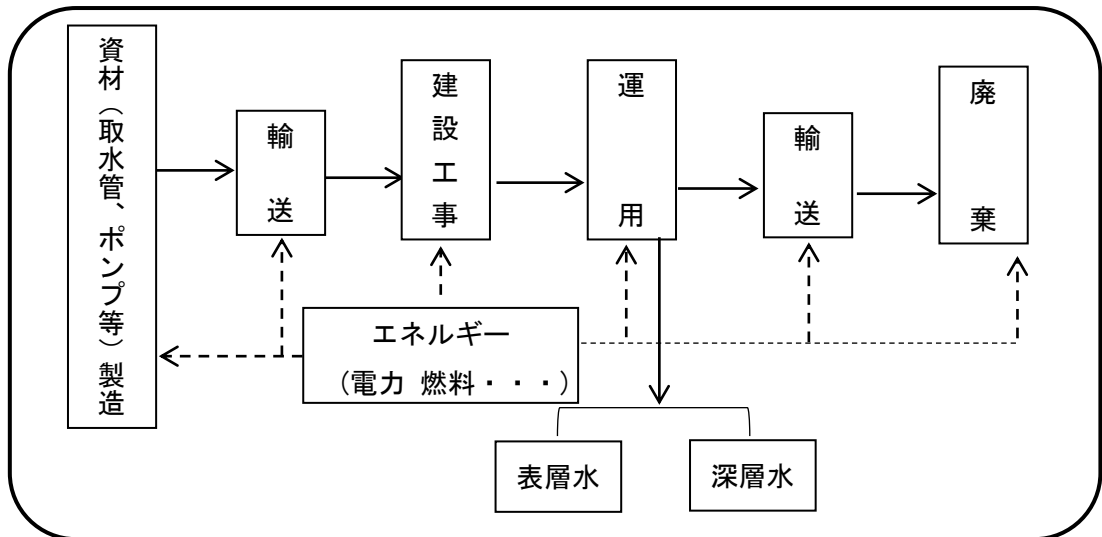 資材（取水管、ポンプ等）製造
輸送
建設工事
運用
輸送
廃棄
エネルギー
（電力 燃料・・・）
表層水
深層水